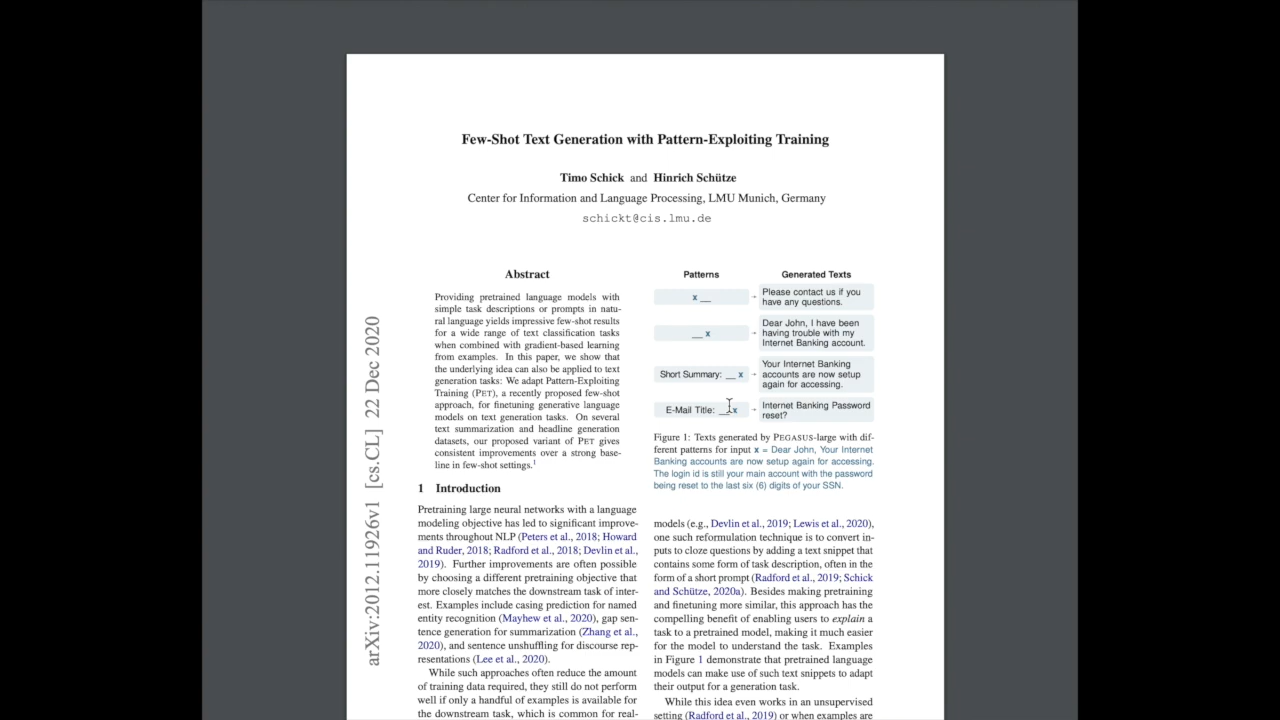 Few-Shot Text Generation with Pattern-Exploiting Training
Timo Schick and Hinrich Schütze
Center for Information and Language Processing, LMU Munich, Germany
schickt@cis.lmu.de
arXiv:2012.11926v1 [cs.CL] 22 Dec 2020
Abstract
Providing pretrained language models with
simple task descriptions or prompts in natu-
ral language yields impressive few-shot results
for a wide range of text classification tasks
when combined with gradient-based learning
from examples. In this paper, we show that
the underlying idea can also be applied to text
generation tasks: We adapt Pattern-Exploiting
Training (PET), a recently proposed few-shot
approach, for finetuning generative language
models on text generation tasks. On several
text summarization and headline generation
datasets, our proposed variant of PET gives
consistent improvements over a strong base-
line in few-shot settings.1
1 Introduction
Pretraining large neural networks with a language
modeling objective has led to significant improve-
ments throughout NLP (Peters et al., 2018; Howard
and Ruder, 2018; Radford et al., 2018; Devlin et al.,
2019). Further improvements are often possible
by choosing a different pretraining objective that
more closely matches the downstream task of inter-
est. Examples include casing prediction for named
entity recognition (Mayhew et al., 2020), gap sen-
tence generation for summarization (Zhang et al.,
2020), and sentence unshuffling for discourse rep-
resentations (Lee et al., 2020).
While such approaches often reduce the amount
of training data required, they still do not perform
well if only a handful of examples is available for
the downstream task, which is common for real-
Patterns Generated Texts
x __ → Please contact us if you
have any questions.
__ x → Dear John, I have been
having trouble with my
Internet Banking account.
Short Summary: __ x → Your Internet Banking
accounts are now setup
again for accessing.
E-Mail Title: __ x → Internet Banking Password
reset?
Figure 1: Texts generated by PEGASUS-large with dif-
ferent patterns for input x = Dear John, Your Internet
Banking accounts are now setup again for accessing.
The login id is still your main account with the password
being reset to the last six (6) digits of your SSN.
models (e.g., Devlin et al., 2019; Lewis et al., 2020),
one such reformulation technique is to convert in-
puts to cloze questions by adding a text snippet that
contains some form of task description, often in the
form of a short prompt (Radford et al., 2019; Schick
and Schütze, 2020a). Besides making pretraining
and finetuning more similar, this approach has the
compelling benefit of enabling users to explain a
task to a pretrained model, making it much easier
for the model to understand the task. Examples
in Figure 1 demonstrate that pretrained language
models can make use of such text snippets to adapt
their output for a generation task.
While this idea even works in an unsupervised
setting (Radford et al., 2019) or when examples are